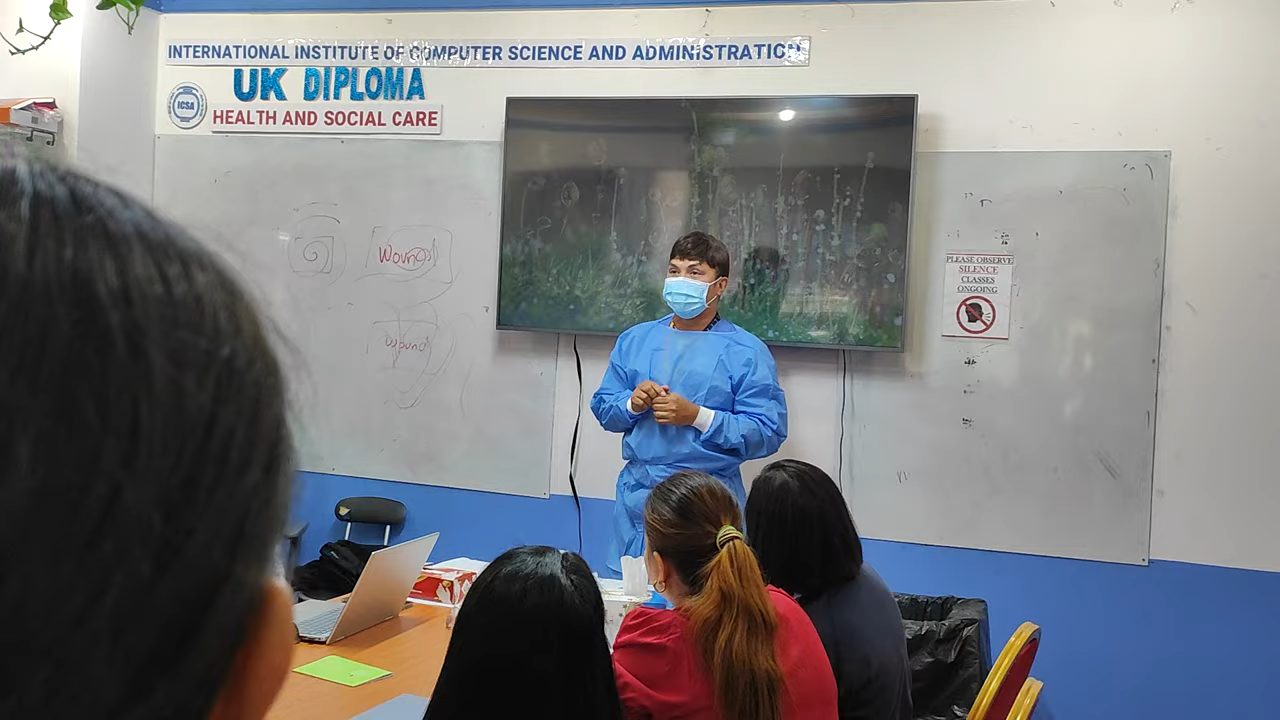 INTERNATIONAL INSTITUTE OF COMPUTER SCIENCE AND ADMINISTRATION
UK DIPLOMA
ICSA
HEALTH AND SOCIAL CARE
Wound
Wound
PLEASE OBSERVE
SILENCE
CLASSES
ONGOING